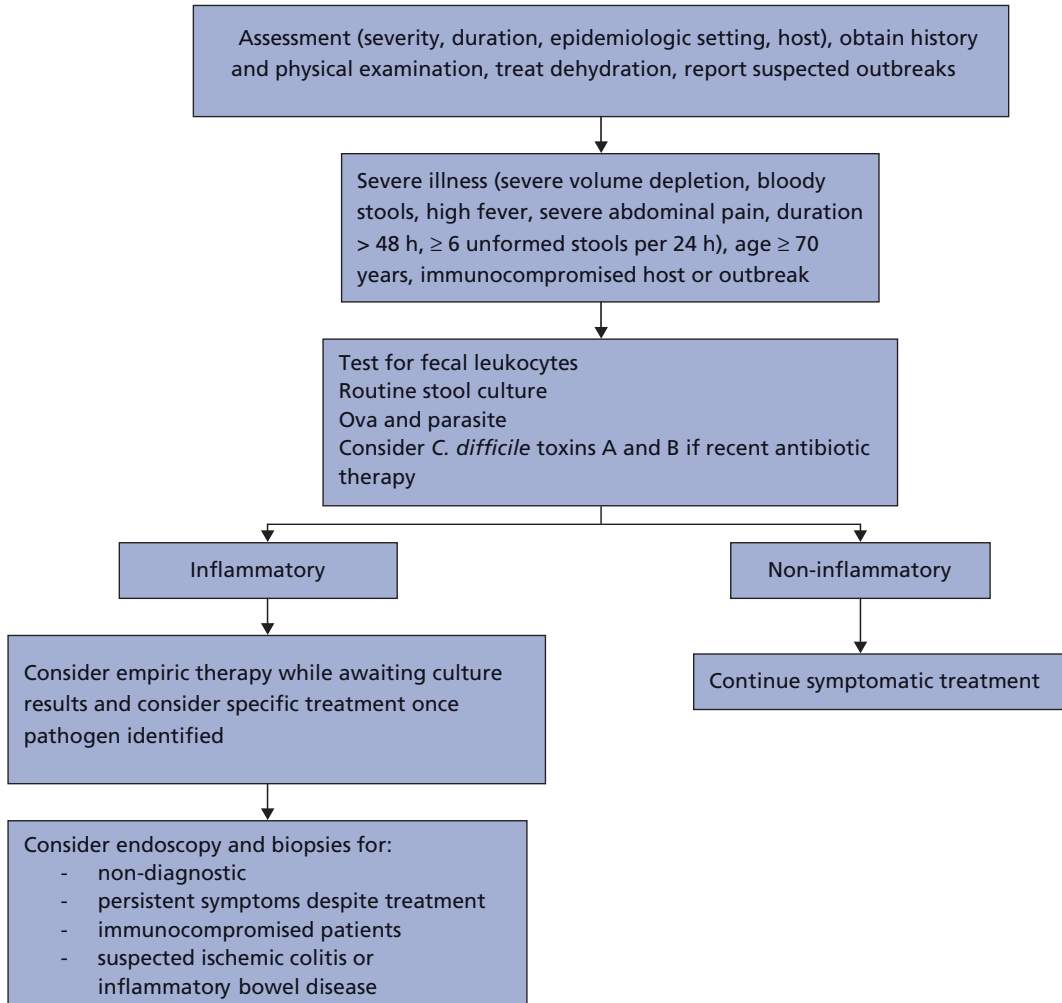 Assessment (severity, duration, epidemiologic setting, host), obtain history
and physical examination, treat dehydration, report suspected outbreaks
Severe illness (severe volume depletion, bloody
stools, high fever, severe abdominal pain, duration
> 48 h, ≥ 6 unformed stools per 24 h), age ≥ 70
years, immunocompromised host or outbreak
Test for fecal leukocytes
Routine stool culture
Ova and parasite
Consider C. difficile toxins A and B if recent antibiotic
therapy
Inflammatory
Non-inflammatory
Consider empiric therapy while awaiting culture
results and consider specific treatment once
pathogen identified
Continue symptomatic treatment
Consider endoscopy and biopsies for:
- non-diagnostic
- persistent symptoms despite treatment
- immunocompromised patients
- suspected ischemic colitis or
inflammatory bowel disease